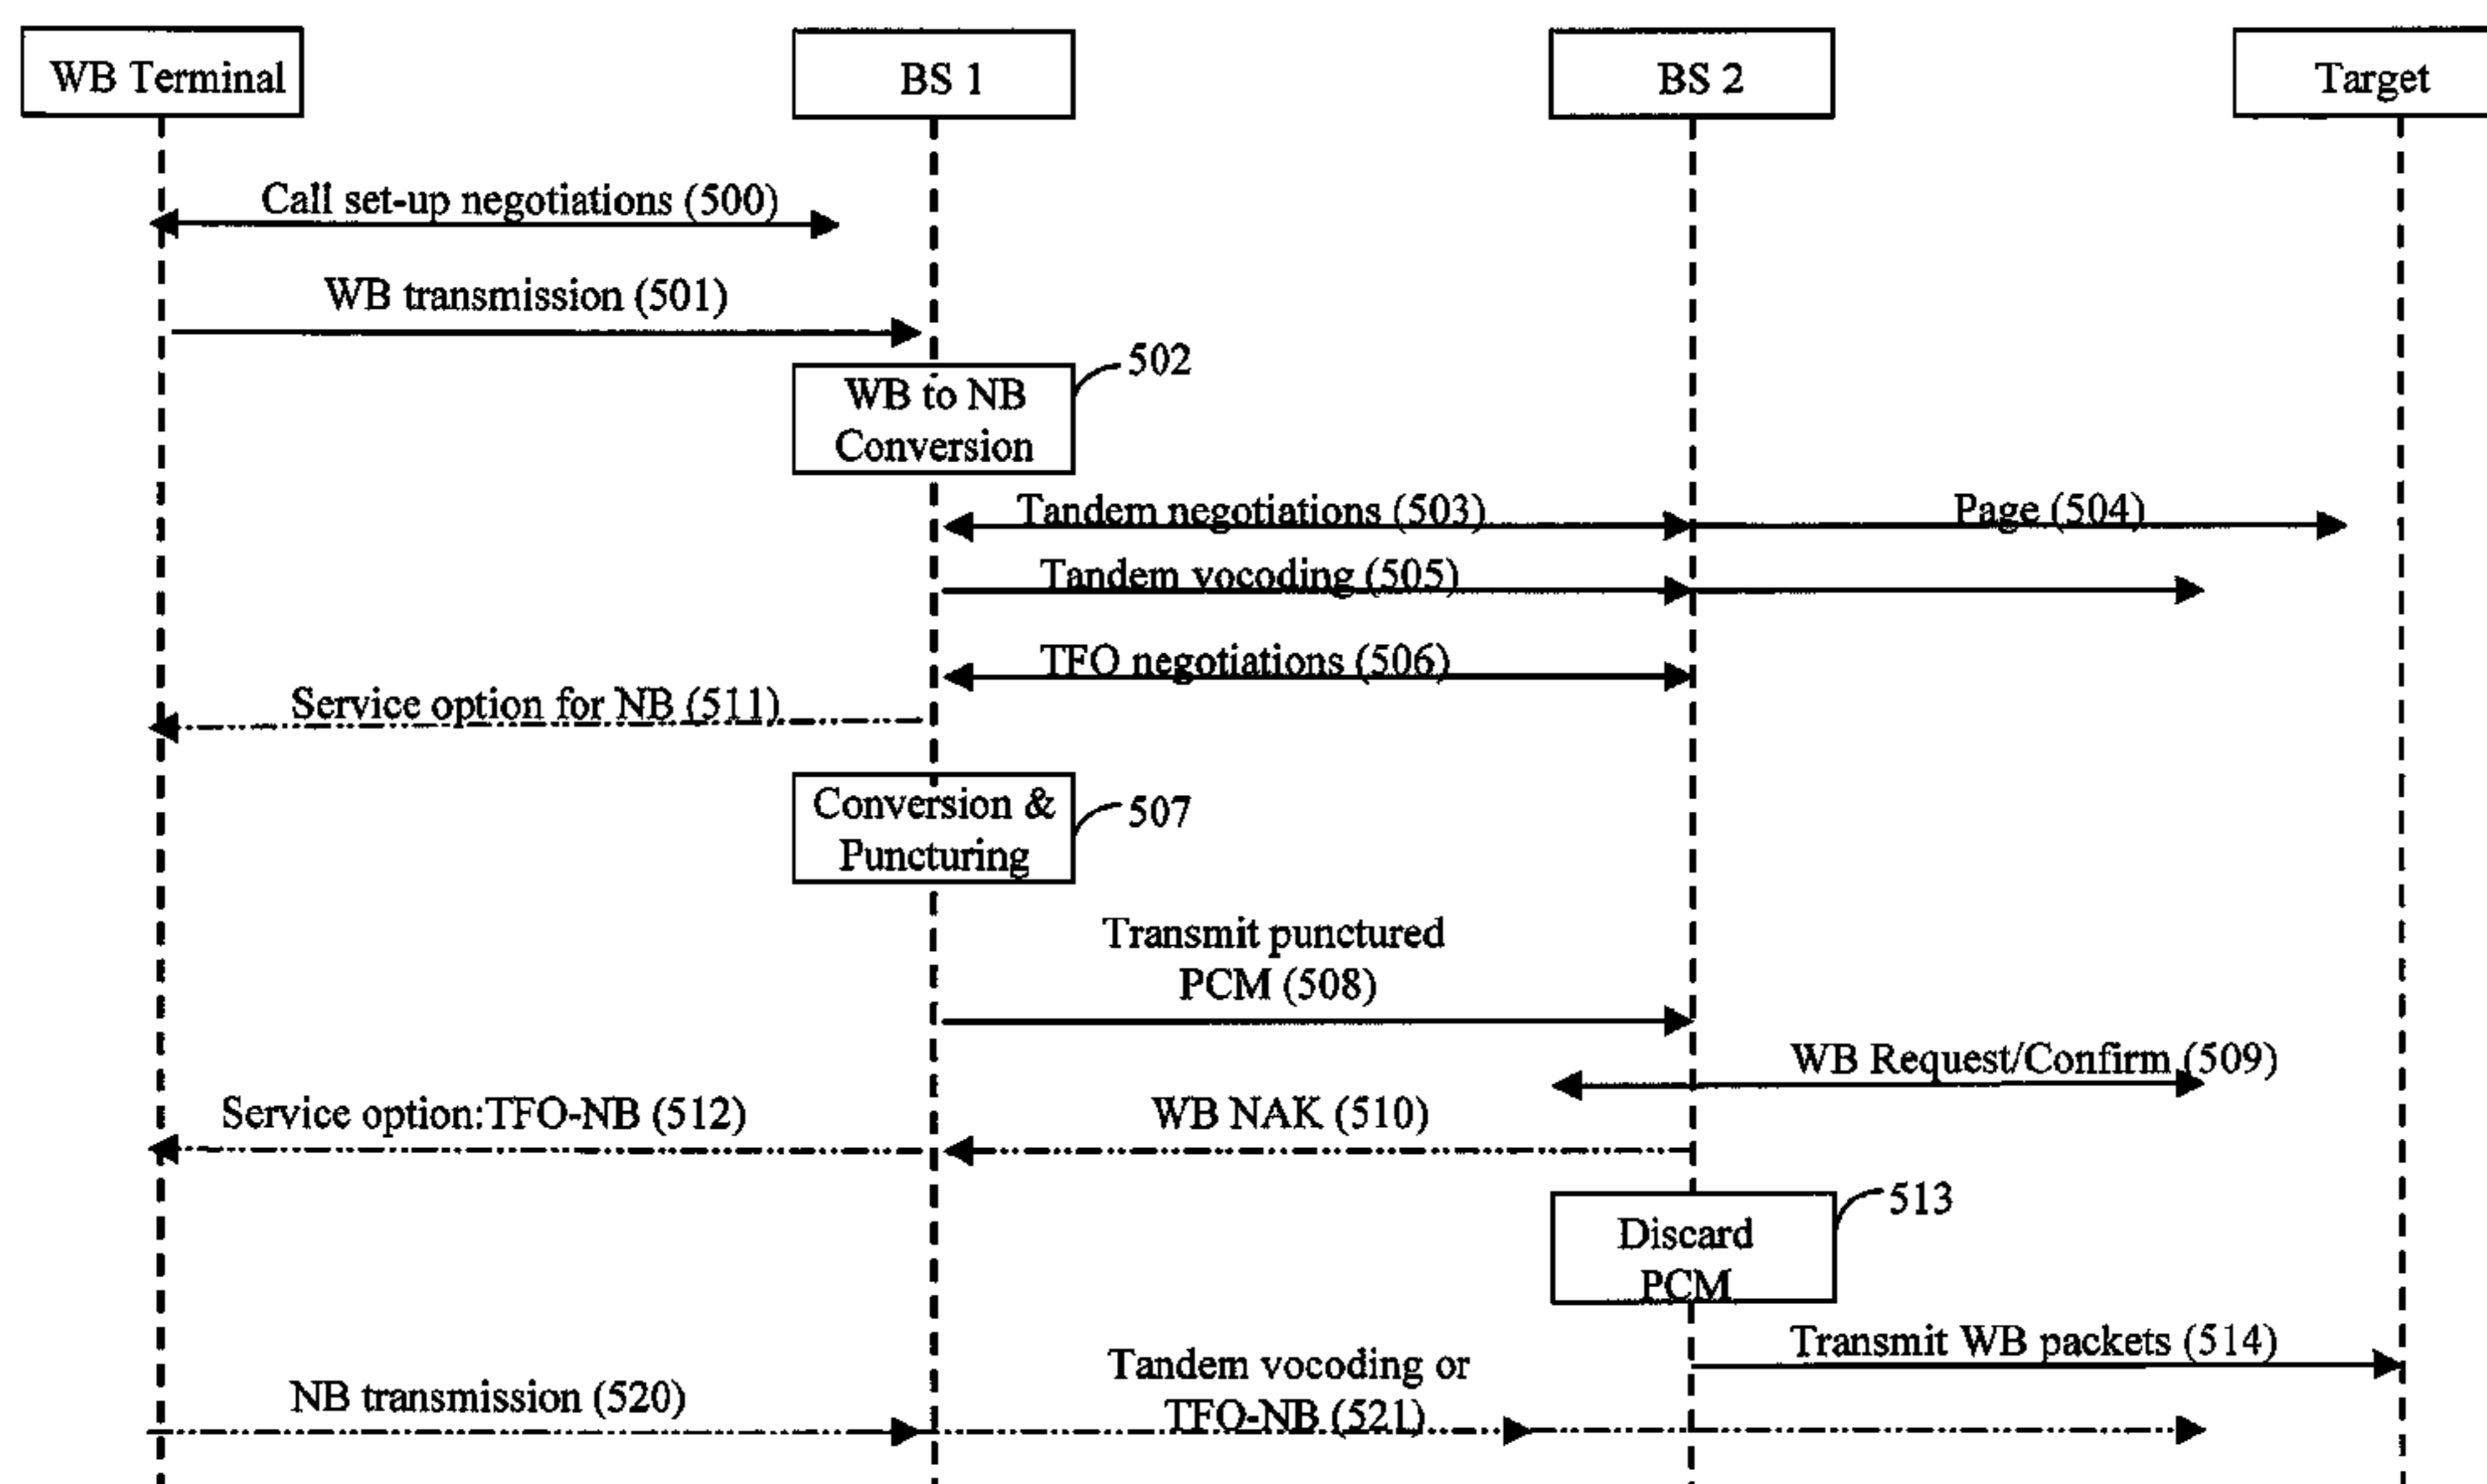 WB Terminal
BS 1
BS 2
Target
Call set-up negotiations (500)
WB transmission (501)
502
WB to NB
Conversion
Tandem negotiations (503)
Page (504)
Tandem vocoding (505)
TFO negotiations (506)
Service option for NB (511)
Conversion &
Puncturing
507
Transmit punctured
PCM (508)
WB Request/Confirm (509)
Service option:TFO-NB (512)
WB NAK (510)
513
Discard
PCM
Transmit WB packets (514)
Tandem vocoding or
TFO-NB (521)
NB transmission (520)